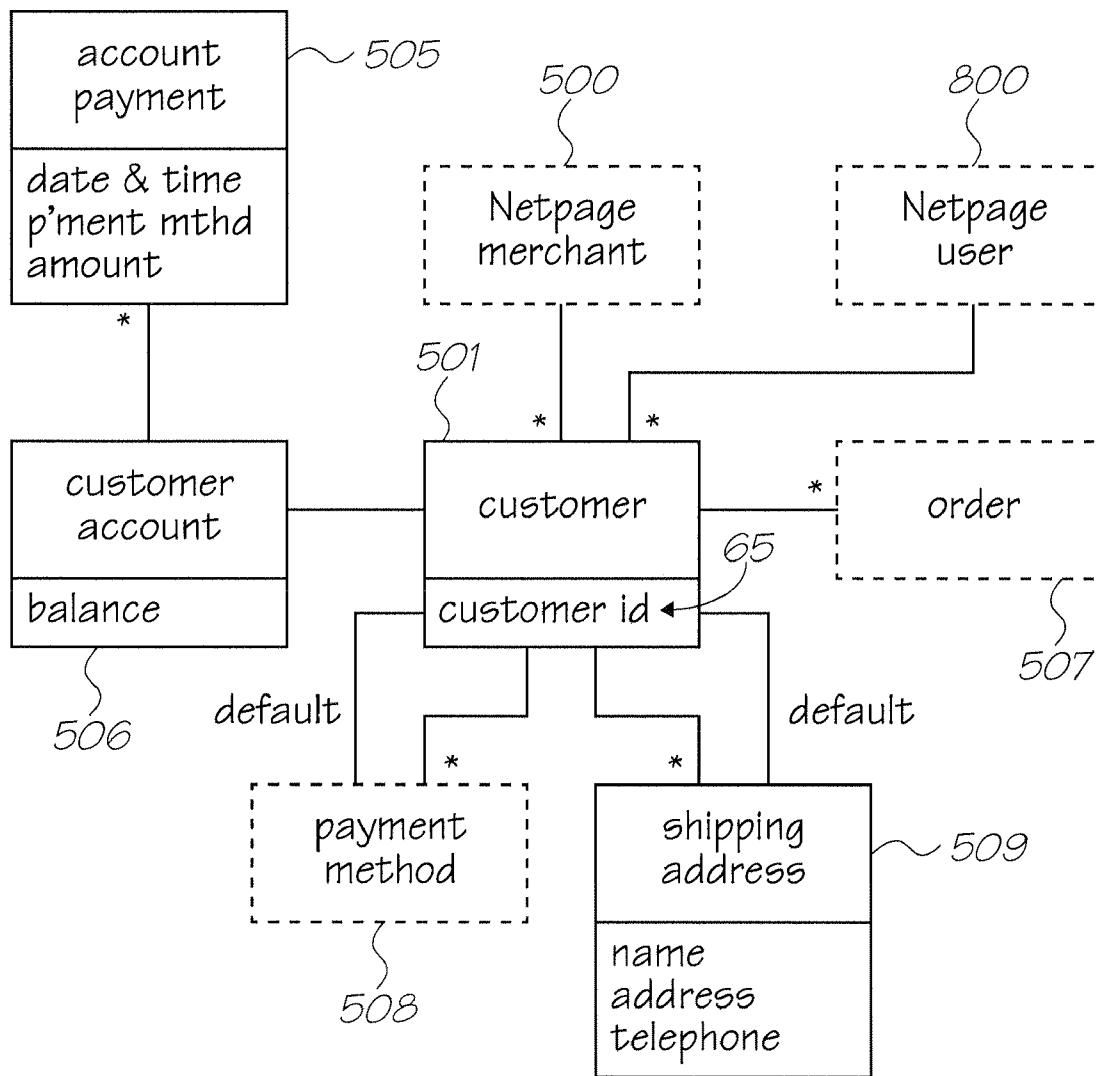 account
payment
505
date & time
p'ment mthd
amount
*
500
Netpage
merchant
800
Netpage
user
501
*
*
customer
account
balance
506
customer
customer id
65
*
order
507
default
*
payment
method
508
*
default
shipping
address
509
name
address
telephone